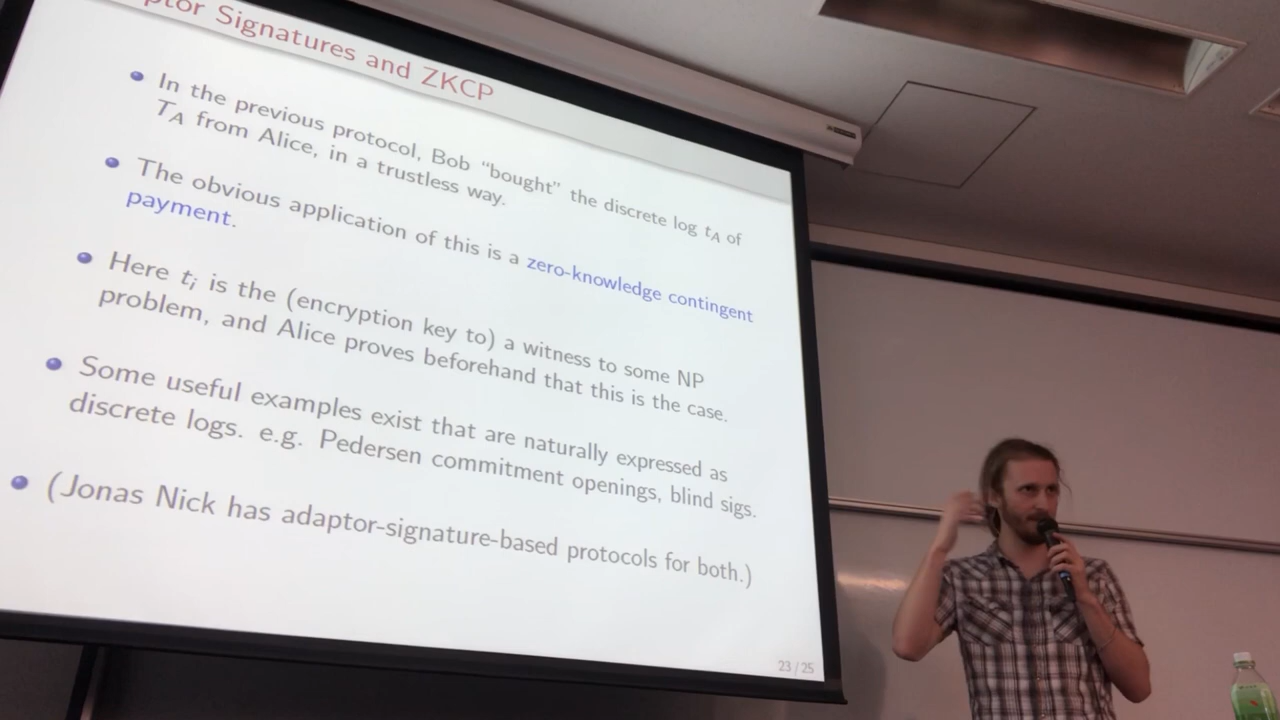 Signatures and ZKCP
In the previous protocol, Bob “bought” the discrete log t_A of
T_A from Alice, in a trustless way.
The obvious application of this is a zero-knowledge contingent
payment.
Here t_i is the (encryption key to) a witness to some NP
problem, and Alice proves beforehand that this is the case.
Some useful examples exist that are naturally expressed as
discrete logs. e.g. Pedersen commitment openings, blind sigs.
(Jonas Nick has adaptor-signature-based protocols for both.)
23 / 25